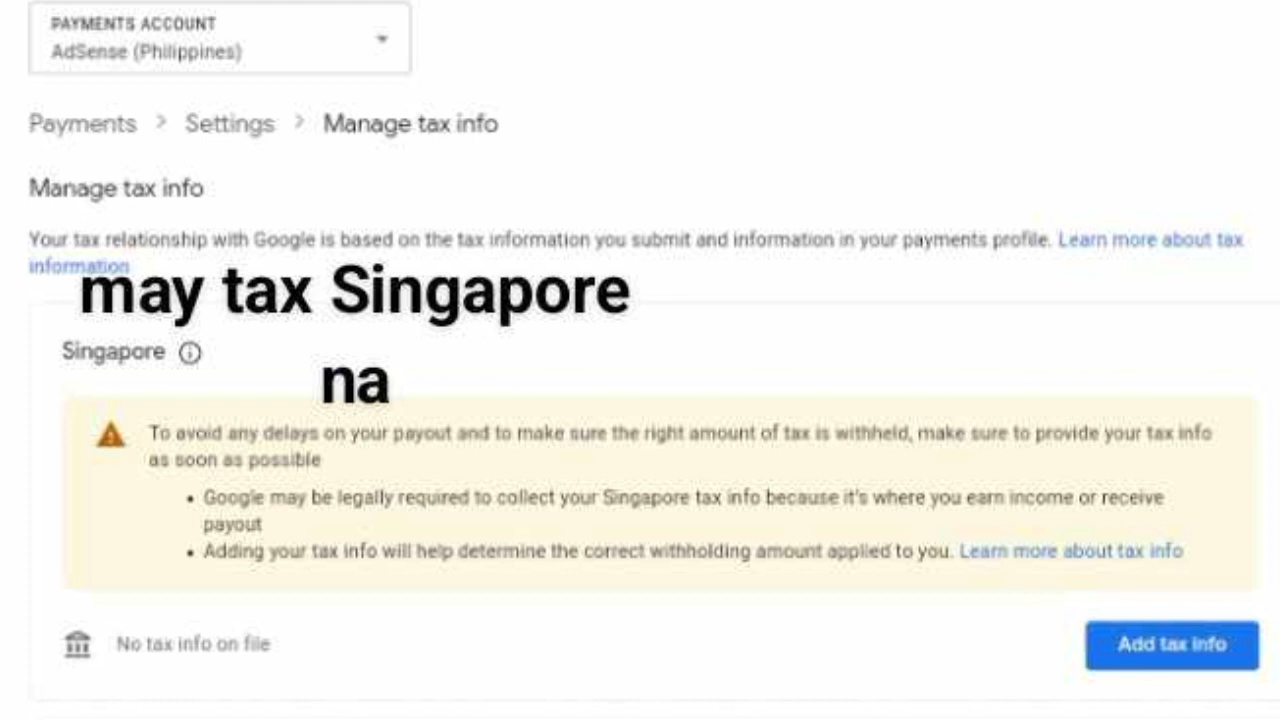 PAYMENTS ACCOUNT
AdSense (Philippines)
Payments > Settings > Manage tax info
Manage tax info
Your tax relationship with Google is based on the tax information you submit and information in your payments profile. Learn more about tax
information
may tax Singapore
Singapore
na
To avoid any delays on your payout and to make sure the right amount of tax is withheld, make sure to provide your tax info
as soon as possible
• Google may be legally required to collect your Singapore tax info because it's where you earn income or receive
payout
• Adding your tax info will help determine the correct withholding amount applied to you. Learn more about tax info
No tax info on file
Add tax info